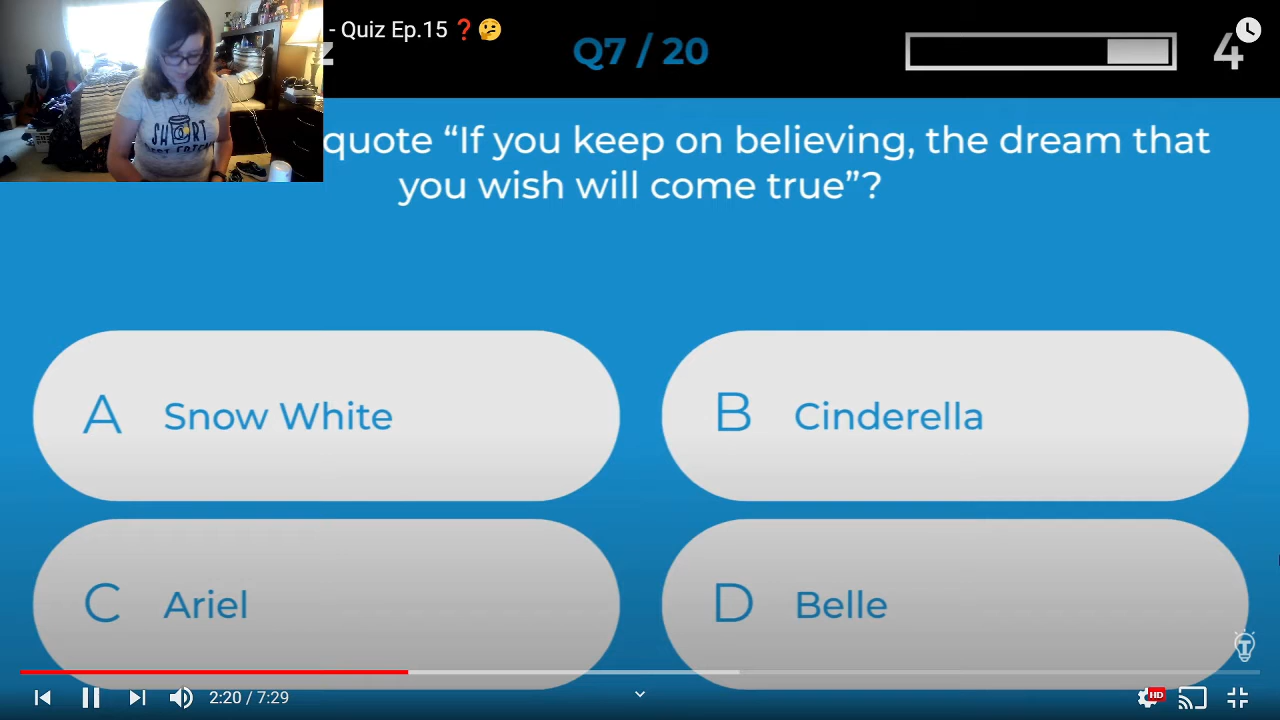 - Quiz Ep.15 ❓🤔
Q7 / 20
4
quote “If you keep on believing, the dream that
you wish will come true”?
A Snow White
B Cinderella
C Ariel
D Belle
2:20 / 7:29
HD